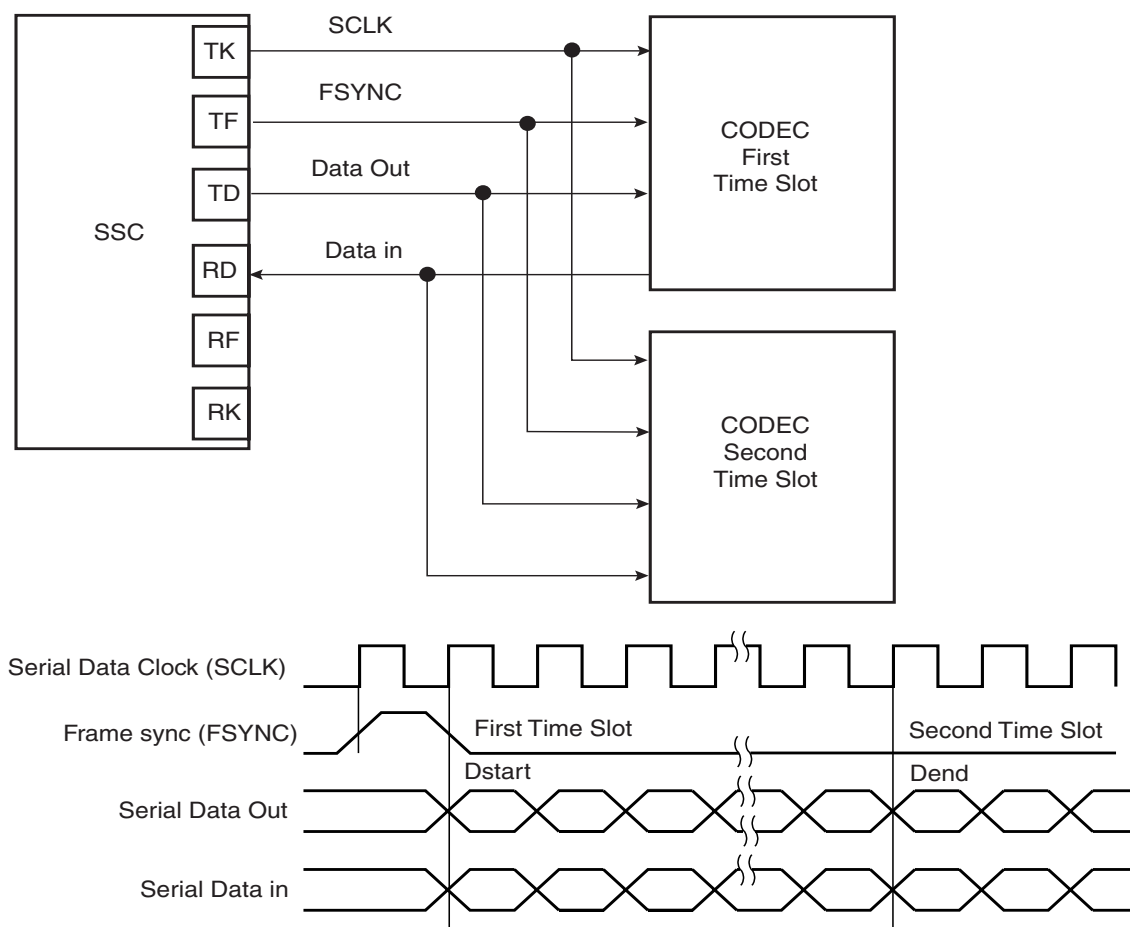 SSC
TK
TF
TD
RD
RF
RK
SCLK
FSYNC
Data Out
Data in
CODEC
First
Time Slot
CODEC
Second
Time Slot
Serial Data Clock (SCLK)
Frame sync (FSYNC)
First Time Slot
Second Time Slot
Dstart
Dend
Serial Data Out
Serial Data in